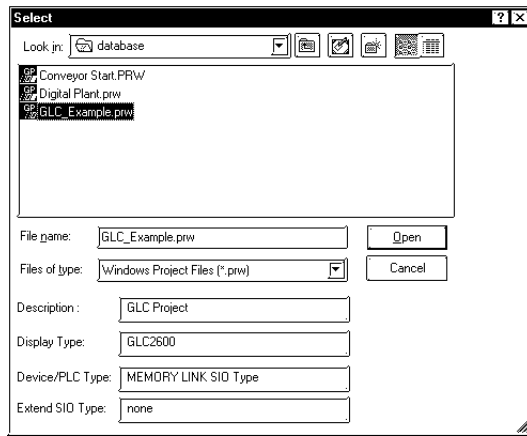 Select
Look in: database
Conveyor Start.PRW
Digital Plant.prw
GLC_Example.prw
File name: GLC_Example.prw Open
Files of type: Windows Project Files (*.prw) Cancel
Description : GLC Project
Display Type: GLC2600
Device/PLC Type: MEMORY LINK SIO Type
Extend SIO Type: none